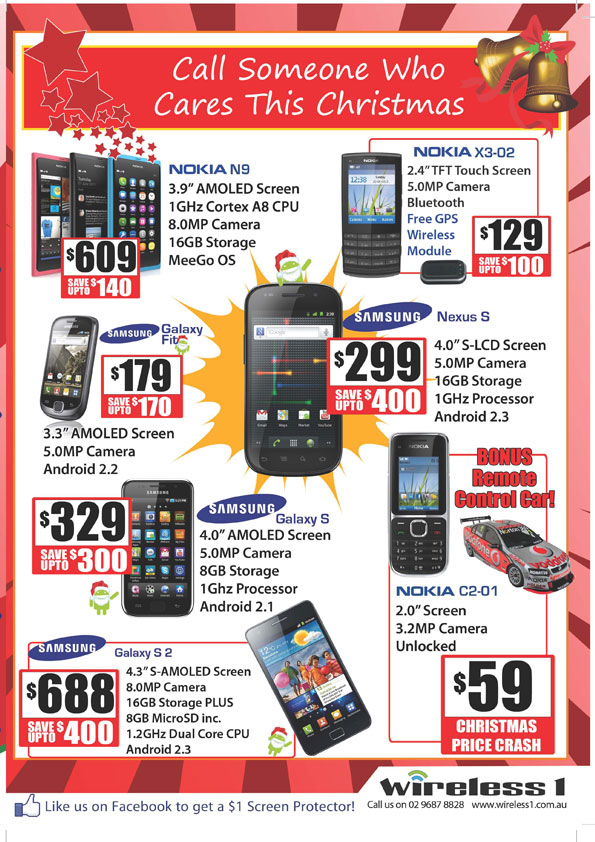 Call Someone Who
Cares This Christmas
NOKIA N9
3.9” AMOLED Screen
1GHz Cortex A8 CPU
8.0MP Camera
16GB Storage
MeeGo OS
$609
SAVE UPTO $140
NOKIA X3-02
2.4” TFT Touch Screen
5.0MP Camera
Bluetooth
Free GPS
Wireless
Module
$129
SAVE UPTO $100
NOKIA
SAMSUNG Galaxy
Fit
$179
SAVE UPTO $170
3.3” AMOLED Screen
5.0MP Camera
Android 2.2
SAMSUNG Nexus S
$299
SAVE UPTO $400
4.0” S-LCD Screen
5.0MP Camera
16GB Storage
1GHz Processor
Android 2.3
Google
$329
SAVE UPTO $300
SAMSUNG
SAMSUNG
Galaxy S
4.0” AMOLED Screen
5.0MP Camera
8GB Storage
1Ghz Processor
Android 2.1
NOKIA
BONUS
Remote
Control Car!
vodafone
NOKIA C2-01
2.0” Screen
3.2MP Camera
Unlocked
$59
CHRISTMAS
PRICE CRASH
SAMSUNG Galaxy S 2
$688
SAVE UPTO $400
4.3” S-AMOLED Screen
8.0MP Camera
16GB Storage PLUS
8GB MicroSD inc.
1.2GHz Dual Core CPU
Android 2.3
wireless 1
Like us on Facebook to get a $1 Screen Protector!
Call us on 02 9687 8828 www.wireless1.com.au